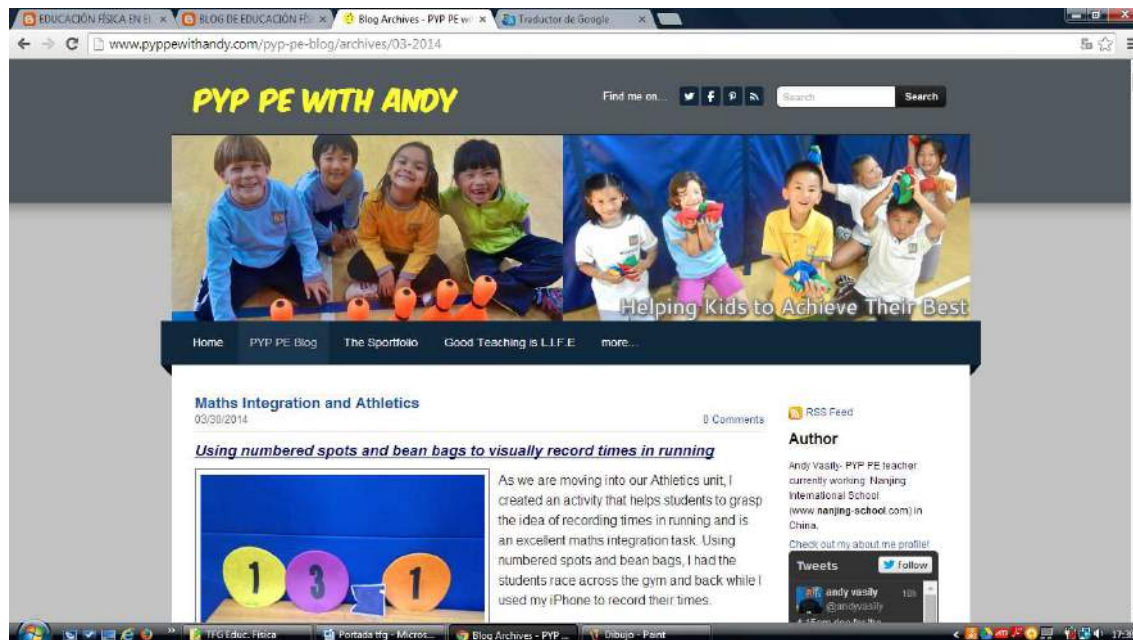 EDUCACIÓN FÍSICA EN EL
BLOG DE EDUCACIÓN FÍS
Blog Archives - PYP PE wit
Traductor de Google
www.pyppewithandy.com/pyp-pe-blog/archives/03-2014
PYP PE WITH ANDY
Find me on...
Search
Search
Helping Kids to Achieve Their Best
Home
PYP PE Blog
The Sportfolio
Good Teaching is L.I.F.E
more...
Maths Integration and Athletics
03/30/2014
0 Comments
Using numbered spots and bean bags to visually record times in running
1 3 1
As we are moving into our Athletics unit, I
created an activity that helps students to grasp
the idea of recording times in running and is
an excellent maths integration task. Using
numbered spots and bean bags, I had the
students race across the gym and back while I
used my iPhone to record their times.
RSS Feed
Author
Andy Vasily- PYP PE teacher
currently working Nanjing
International School
(www.nanjing-school.com) in
China.
Check out my about me profile!
Tweets
follow
andy vasily
10h
@andyvasily
TFG Educ. Física
Portada tfg - Micros...
Blog Archives - PYP ...
Dibujo - Paint